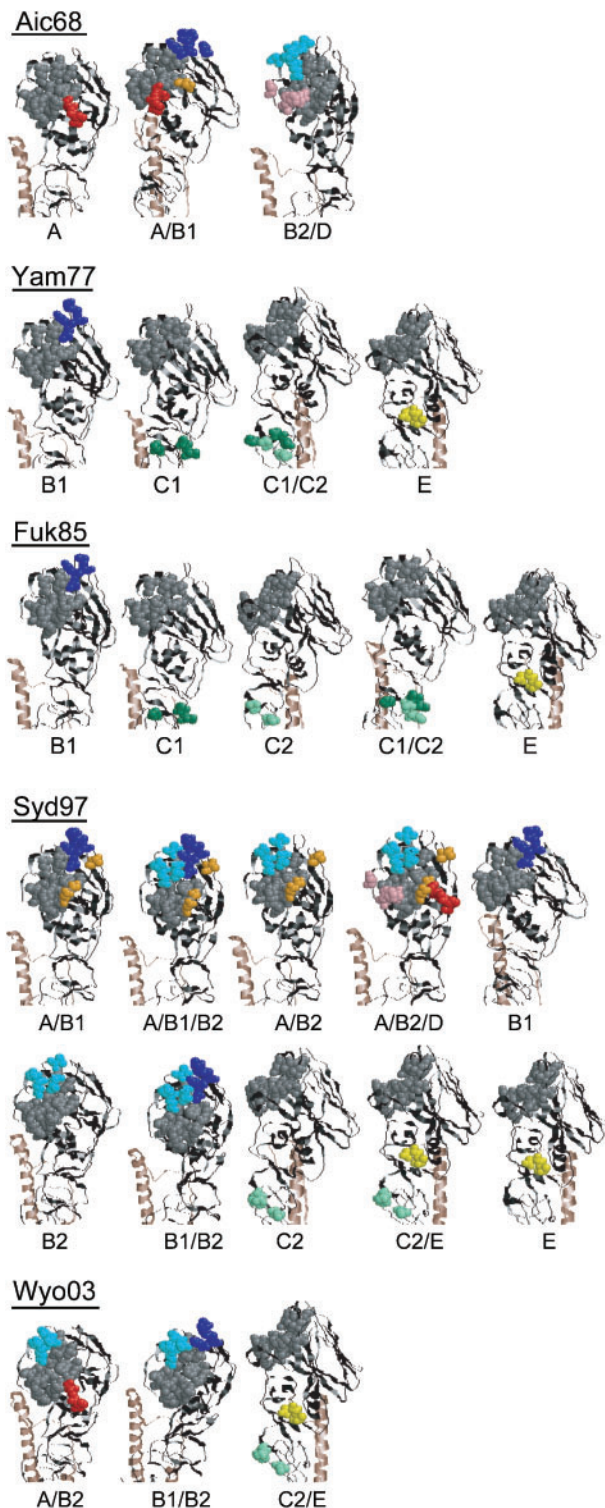 Aic68
A A/B1 B2/D
Yam77
B1 C1 C1/C2 E
Fuk85
B1 C1 C2 C1/C2 E
Syd97
A/B1 A/B1/B2 A/B2 A/B2/D B1
B2 B1/B2 C2 C2/E E
Wyo03
A/B2 B1/B2 C2/E